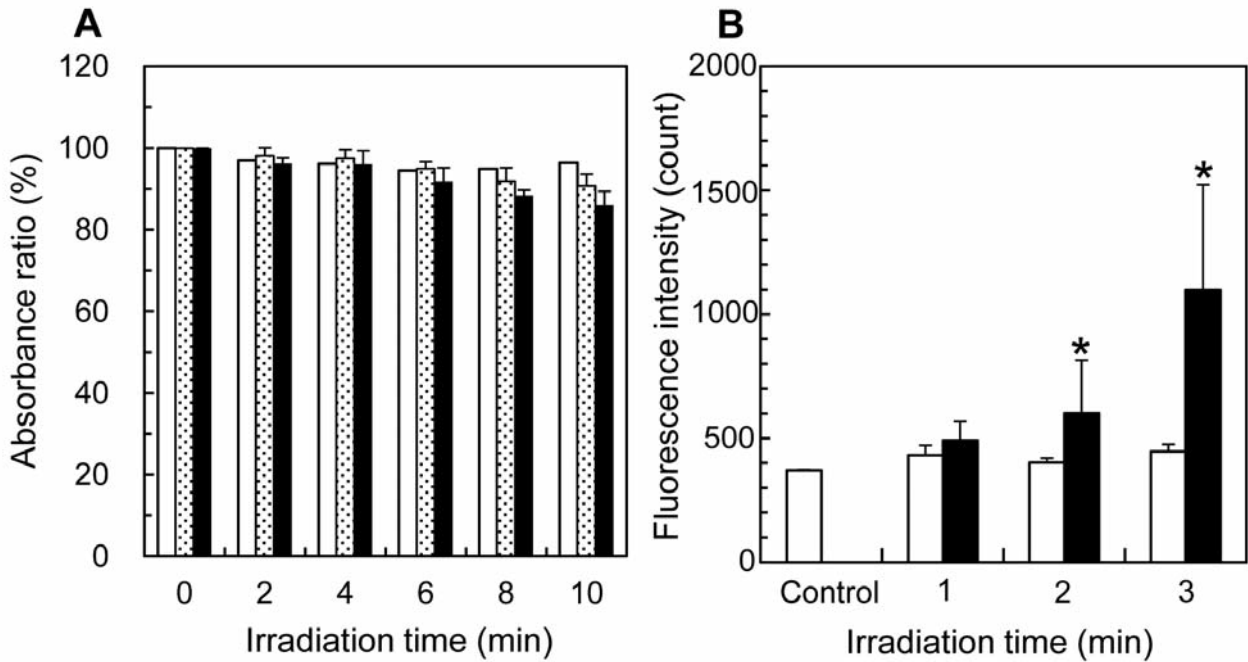 A
Absorbance ratio (%)
120
100
80
60
40
20
0
0 2 4 6 8 10
Irradiation time (min)
B
Fluorescence intensity (count)
2000
1500
1000
500
0
*
*
Control 1 2 3
Irradiation time (min)